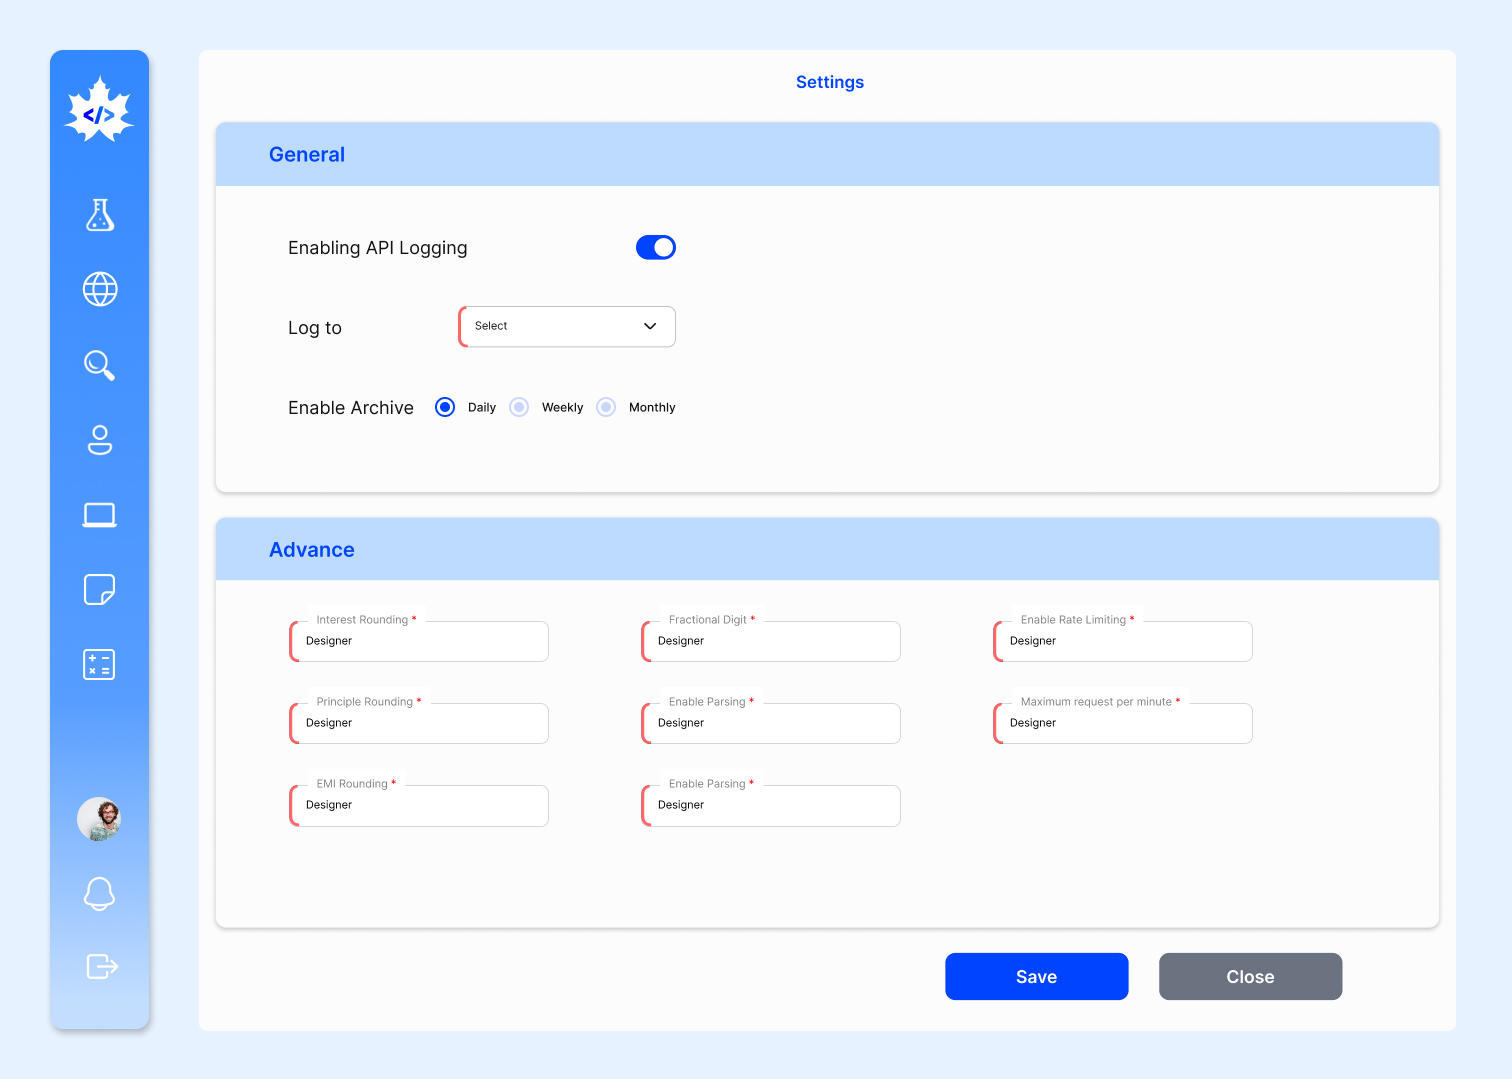 </>
Settings
General
Enabling API Logging
Log to
Select
Enable Archive
Daily
Weekly
Monthly
Advance
Interest Rounding *
Designer
Fractional Digit *
Designer
Enable Rate Limiting *
Designer
Principle Rounding *
Designer
Enable Parsing *
Designer
Maximum request per minute *
Designer
EMI Rounding *
Designer
Enable Parsing *
Designer
Save
Close